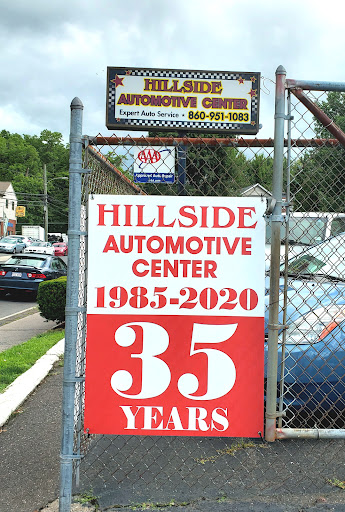 HILLSIDE
AUTOMOTIVE CENTER
Expert Auto Service • 860-951-1083
AAA
Approved Auto Repair
HILLSIDE
AUTOMOTIVE
CENTER
1985-2020
35
YEARS